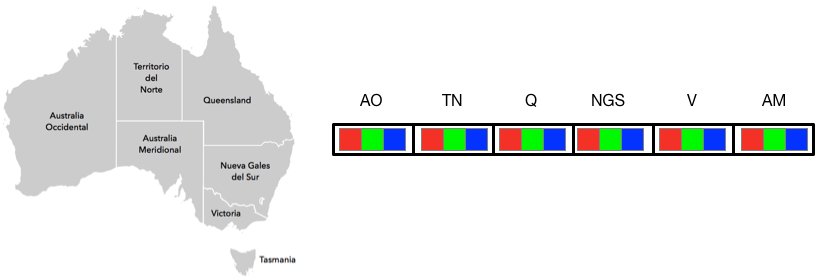 Territorio
del
Norte
Queensland
Australia
Occidental
Australia
Meridional
Nueva Gales
del Sur
Victoria
Tasmania
AO TN Q NGS V AM